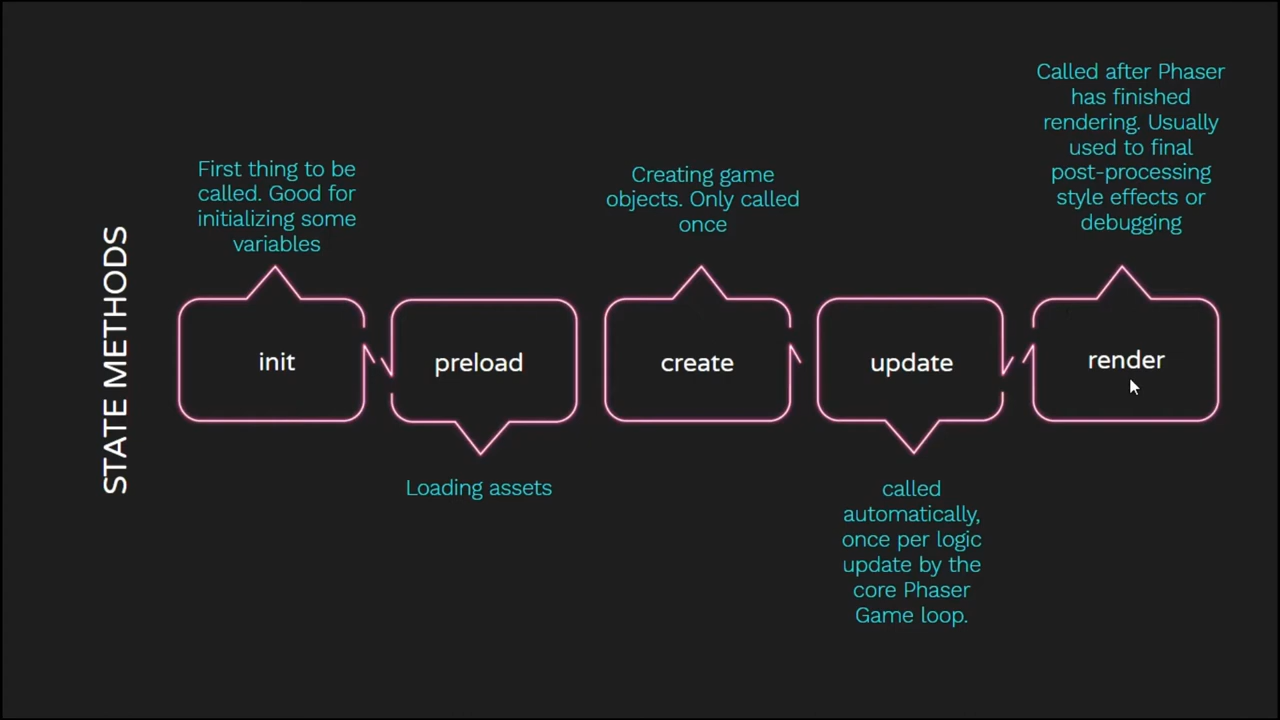 STATE METHODS
First thing to be
called. Good for
initializing some
variables
init
preload
Loading assets
Creating game
objects. Only called
once
create
update
called
automatically,
once per logic
update by the
core Phaser
Game loop.
Called after Phaser
has finished
rendering. Usually
used to final
post-processing
style effects or
debugging
render